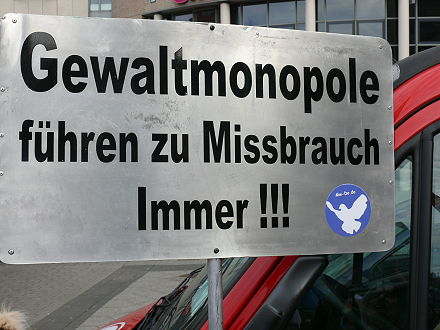 Gewaltmonopole
führen zu Missbrauch
Immer !!!